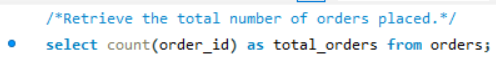 /*Retrieve the total number of orders placed.*/
select count(order_id) as total_orders from orders;